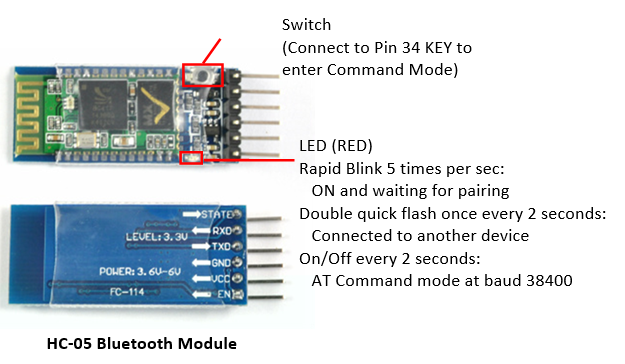 Switch
(Connect to Pin 34 KEY to
enter Command Mode)
LED (RED)
Rapid Blink 5 times per sec:
ON and waiting for pairing
Double quick flash once every 2 seconds:
Connected to another device
On/Off every 2 seconds:
AT Command mode at baud 38400
STATE
RXD
LEVEL:3.3V
TXD
GND
POWER:3.6V-6V
VCC
FC-114
EN
HC-05 Bluetooth Module